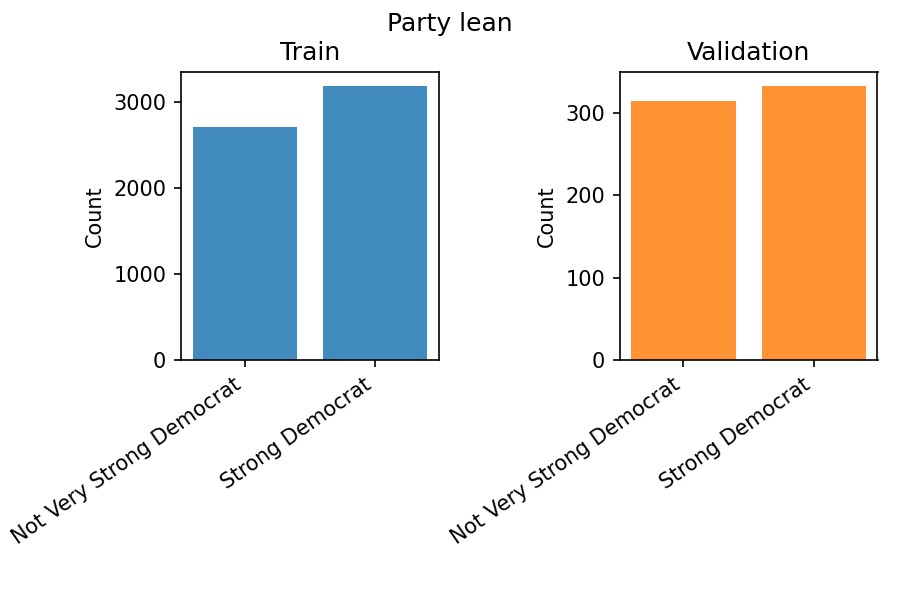 Party lean
Train
Validation
Count
3000
2000
1000
0
Not Very Strong Democrat
Strong Democrat
Count
300
200
100
0
Not Very Strong Democrat
Strong Democrat